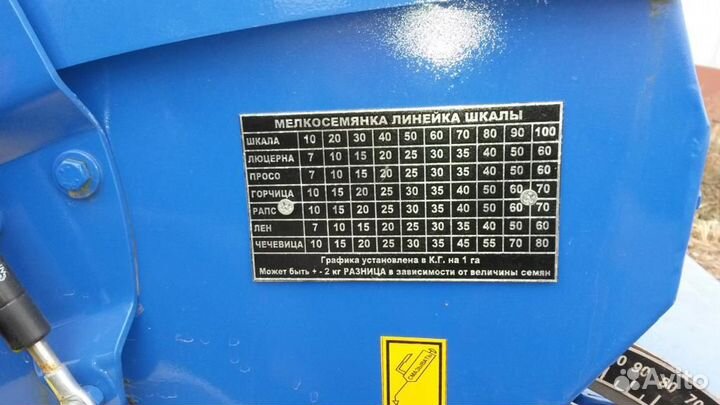 МЕЛКОСЕМЯНКА ЛИНЕЙКА ШКАЛЫ
ШКАЛА 10 20 30 40 50 60 70 80 90 100
ЛЮЦЕРНА 7 10 15 20 25 30 35 40 50 60
ПРОСО 7 10 15 20 25 30 35 40 50 60
ГОРЧИЦА 10 15 20 25 30 35 40 50 60 70
РАПС 10 15 20 25 30 35 40 50 60 70
ЛЕН 7 10 15 20 25 30 35 40 50 60
ЧЕЧЕВИЦА 10 15 20 25 30 35 45 55 70 80
Графика установлена в К.Г. на 1 га
Может быть + - 2 кг РАЗНИЦА в зависимости от величины семян
СМАЗЫВАТЬ
0 90 80 70
Avito